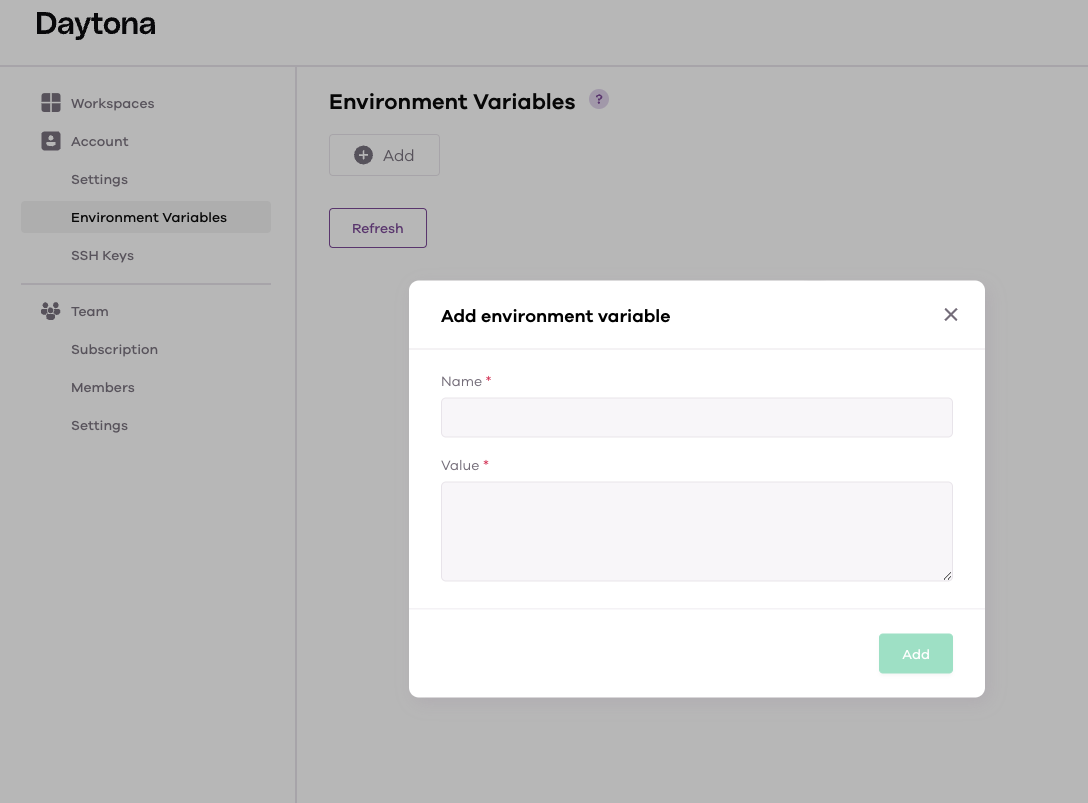 Daytona
Workspaces
Account
Settings
Environment Variables
SSH Keys
Team
Subscription
Members
Settings
Environment Variables ?
Add
Refresh
Add environment variable
Name *
Value *
Add